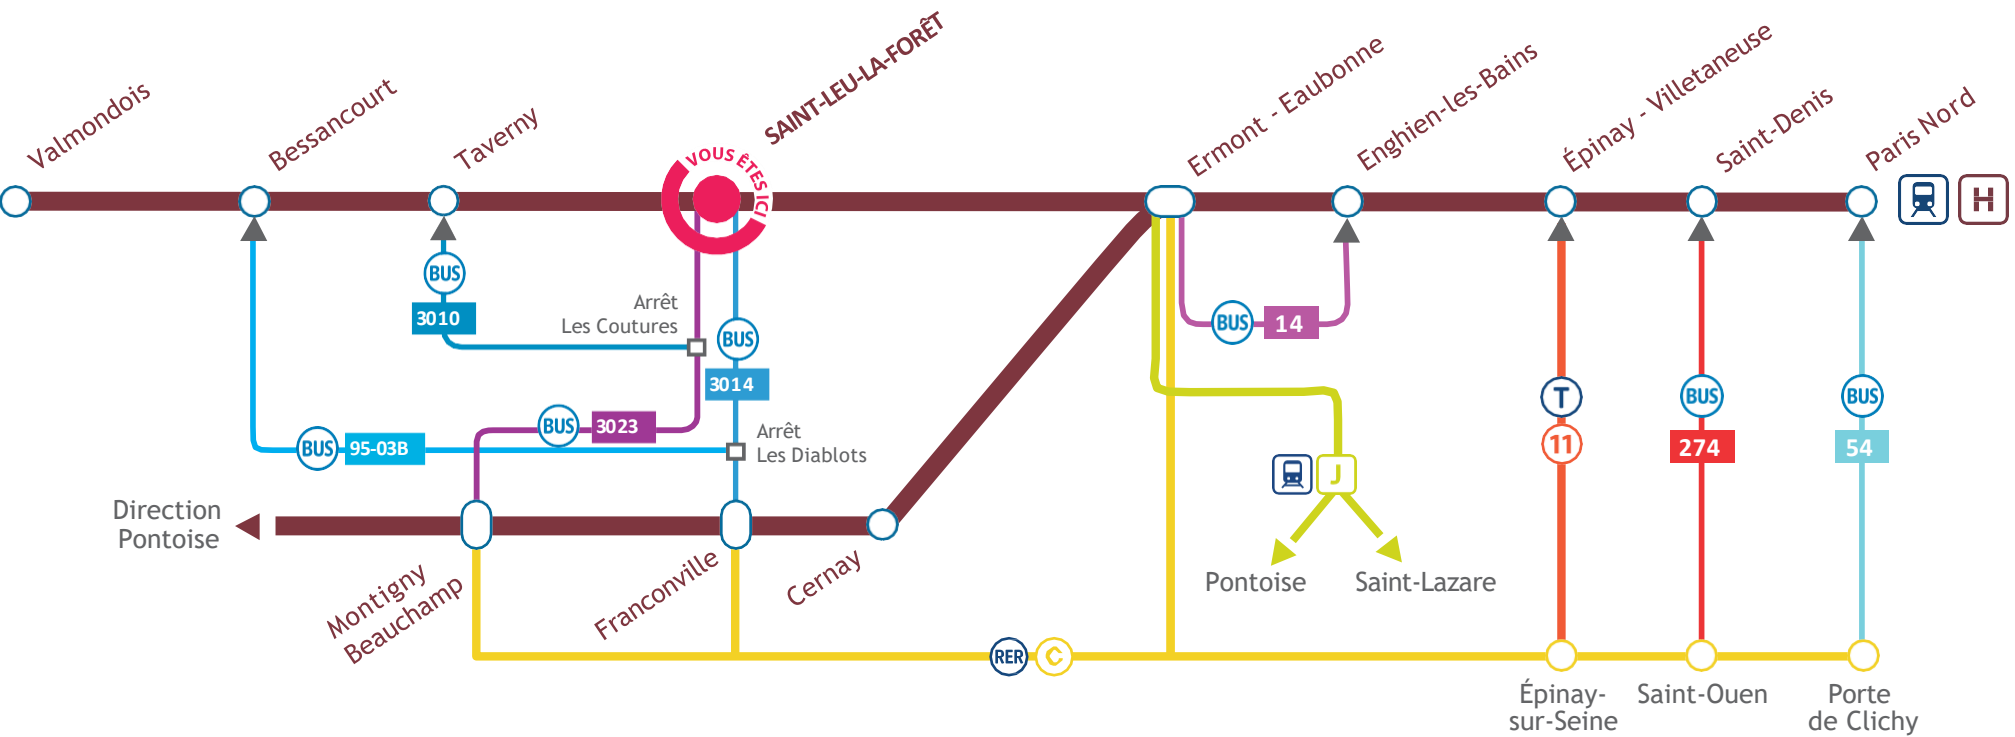 Valmondois
Bessancourt
Taverny
SAINT-LEU-LA-FORÊT
Ermont - Eaubonne
Enghien-les-Bains
Épinay - Villetaneuse
Saint-Denis
Paris Nord
H
VOUS ÊTES ICI
BUS
3010
Arrêt
Les Coutures
BUS
3014
BUS
14
BUS
3023
Arrêt
Les Diablots
BUS
95-03B
T
11
BUS
274
BUS
54
J
Direction
Pontoise
Montigny
Beauchamp
Franconville
Cernay
Pontoise
Saint-Lazare
RER
C
Épinay-
sur-Seine
Saint-Ouen
Porte
de Clichy